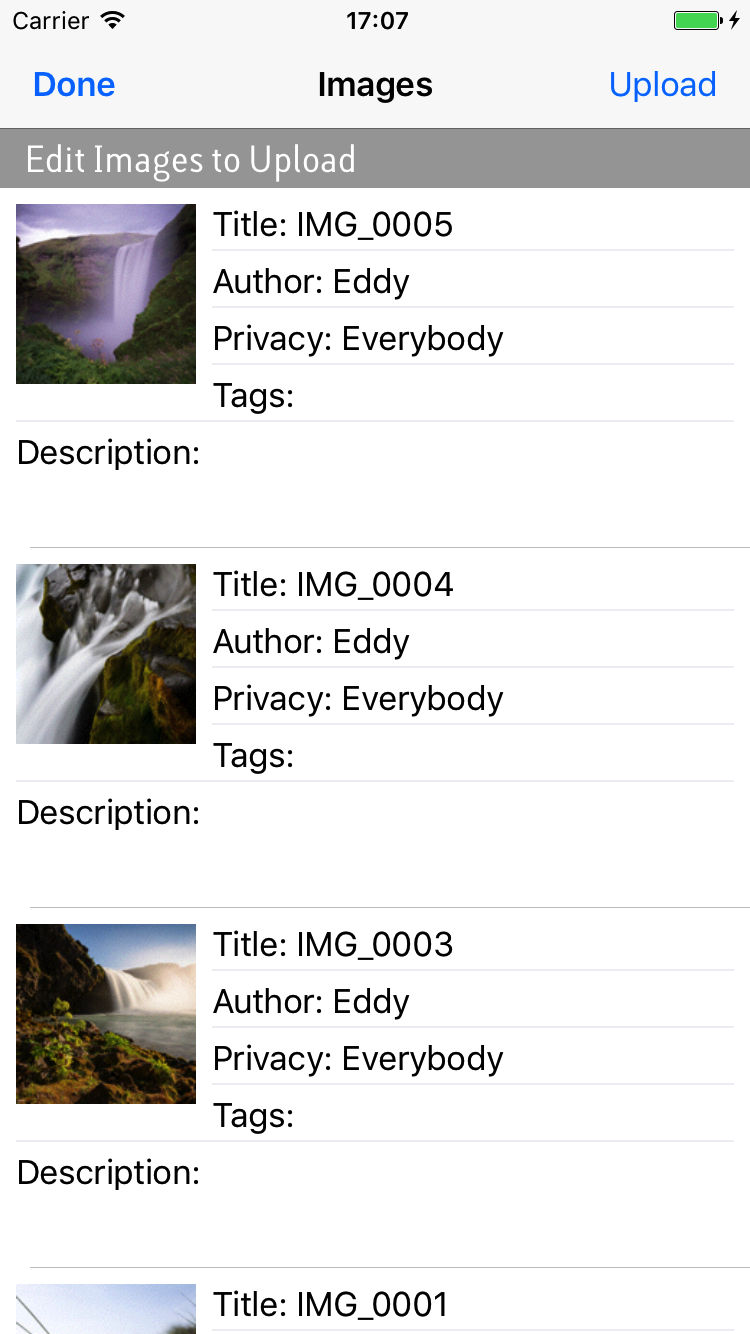 Carrier 17:07
Done Images Upload
Edit Images to Upload
Title: IMG_0005
Author: Eddy
Privacy: Everybody
Tags:
Description:
Title: IMG_0004
Author: Eddy
Privacy: Everybody
Tags:
Description:
Title: IMG_0003
Author: Eddy
Privacy: Everybody
Tags:
Description:
Title: IMG_0001